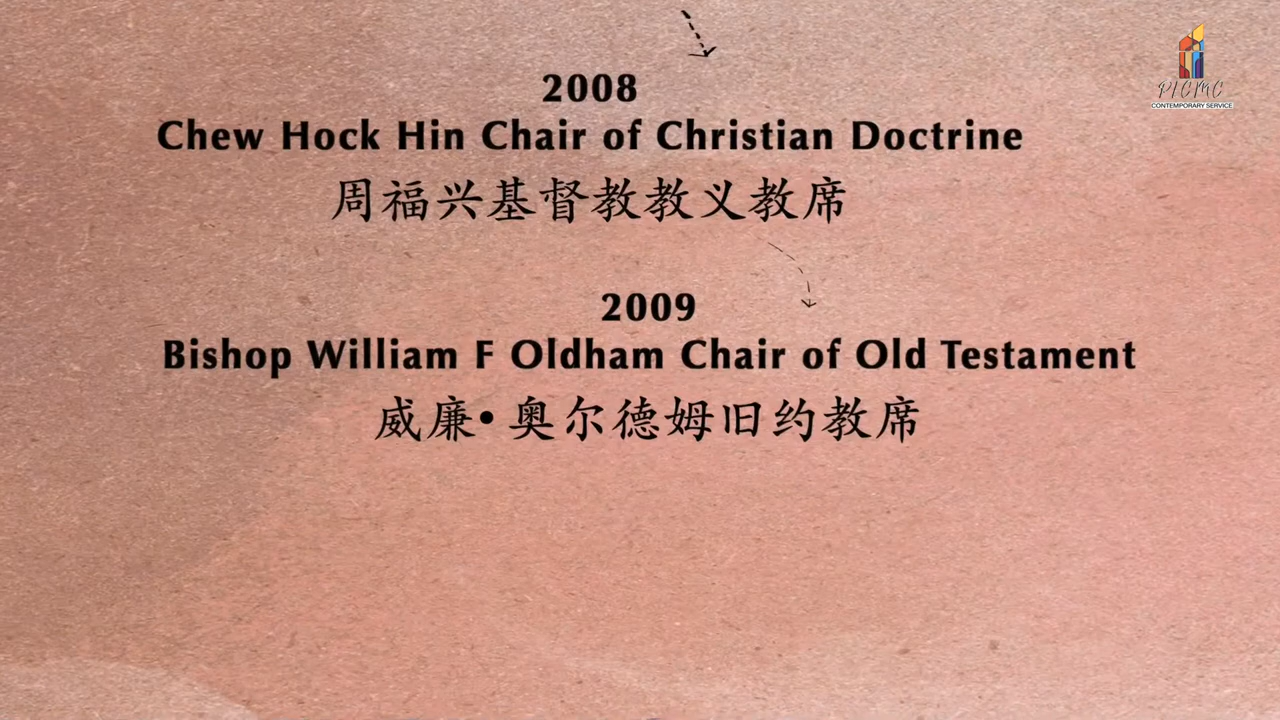 2008
Chew Hock Hin Chair of Christian Doctrine
周福兴基督教教义教席
2009
Bishop William F Oldham Chair of Old Testament
威廉•奥尔德姆旧约教席
PLCMC
CONTEMPORARY SERVICE